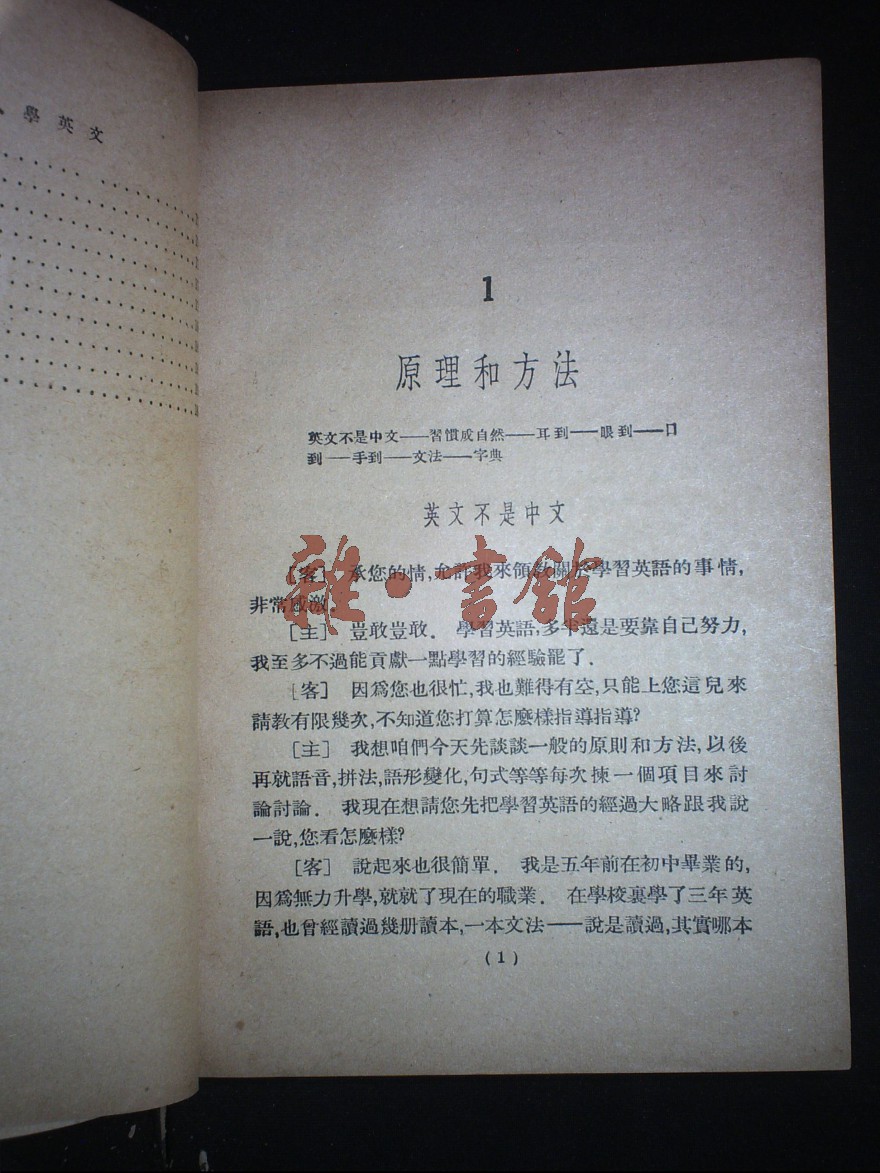 學英文
1
原理和方法
英文不是中文——習慣成自然——耳到——眼到——口
到——手到——文法——字典
英文不是中文
[客] 承您的情,允許我來領教關於學習英語的事情,
非常感激.
[主] 豈敢豈敢. 學習英語,多半還是要靠自己努力,
我至多不過能貢獻一點學習的經驗罷了.
[客] 因爲您也很忙,我也難得有空,只能上您這兒來
請教有限幾次,不知道您打算怎麼樣指導指導?
[主] 我想咱們今天先談談一般的原則和方法,以後
再就語音,拼法,語形變化,句式等等每次揀一個項目來討
論討論. 我現在想請您先把學習英語的經過大略跟我說
一說,您看怎麼樣?
[客] 說起來也很簡單. 我是五年前在初中畢業的,
因爲無力升學,就就了現在的職業. 在學校裏學了三年英
語,也曾經讀過幾册讀本,一本文法——說是讀過,其實哪本
(1)
雜·書館